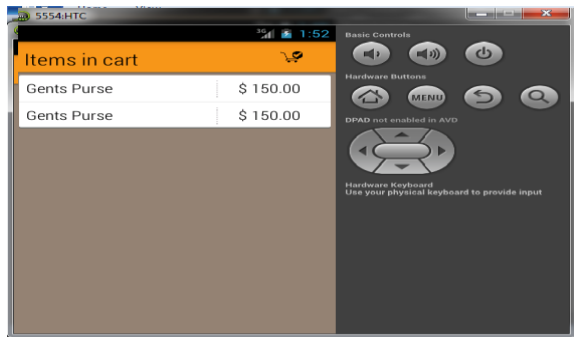 5554:HTC
3G 1:52
Items in cart
Gents Purse $ 150.00
Gents Purse $ 150.00
Basic Controls
Hardware Buttons
MENU
DPAD not enabled in AVD
Hardware Keyboard
Use your physical keyboard to provide input